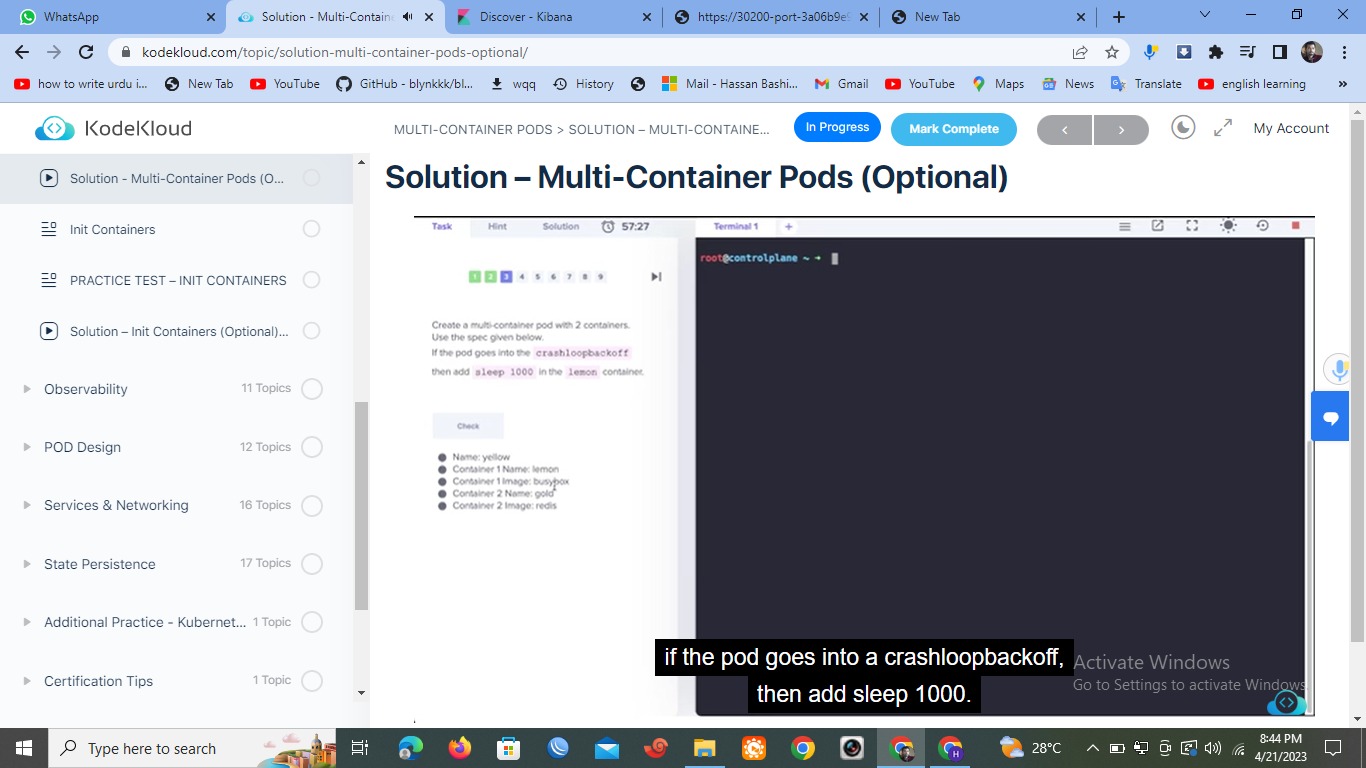 WhatsApp
Solution - Multi-Containe
Discover - Kibana
https://30200-port-3a06b9e9
New Tab
kodekloud.com/topic/solution-multi-container-pods-optional/
how to write urdu i...
New Tab
YouTube
GitHub - blynkkk/bl...
wqq
History
Mail - Hassan Bashi...
Gmail
YouTube
Maps
News
Translate
english learning
»
KodeKloud
MULTI-CONTAINER PODS > SOLUTION – MULTI-CONTAINE...
In Progress
Mark Complete
My Account
Solution - Multi-Container Pods (O...
Init Containers
PRACTICE TEST – INIT CONTAINERS
Solution – Init Containers (Optional)...
Observability 11 Topics
POD Design 12 Topics
Services & Networking 16 Topics
State Persistence 17 Topics
Additional Practice - Kubernet... 1 Topic
Certification Tips 1 Topic
Solution – Multi-Container Pods (Optional)
Task Hint Solution 57:27 Terminal 1 +
1 2 3 4 5 6 7 8 9
Create a multi-container pod with 2 containers.
Use the spec given below.
If the pod goes into the crashloopbackoff
then add sleep 1000 in the lemon container.
Check
Name: yellow
Container 1 Name: lemon
Container 1 Image: busybox
Container 2 Name: gold
Container 2 Image: redis
root@controlplane ~ ➜
if the pod goes into a crashloopbackoff,
then add sleep 1000.
Activate Windows
Go to Settings to activate Windows.
Type here to search
28°C
8:44 PM
4/21/2023